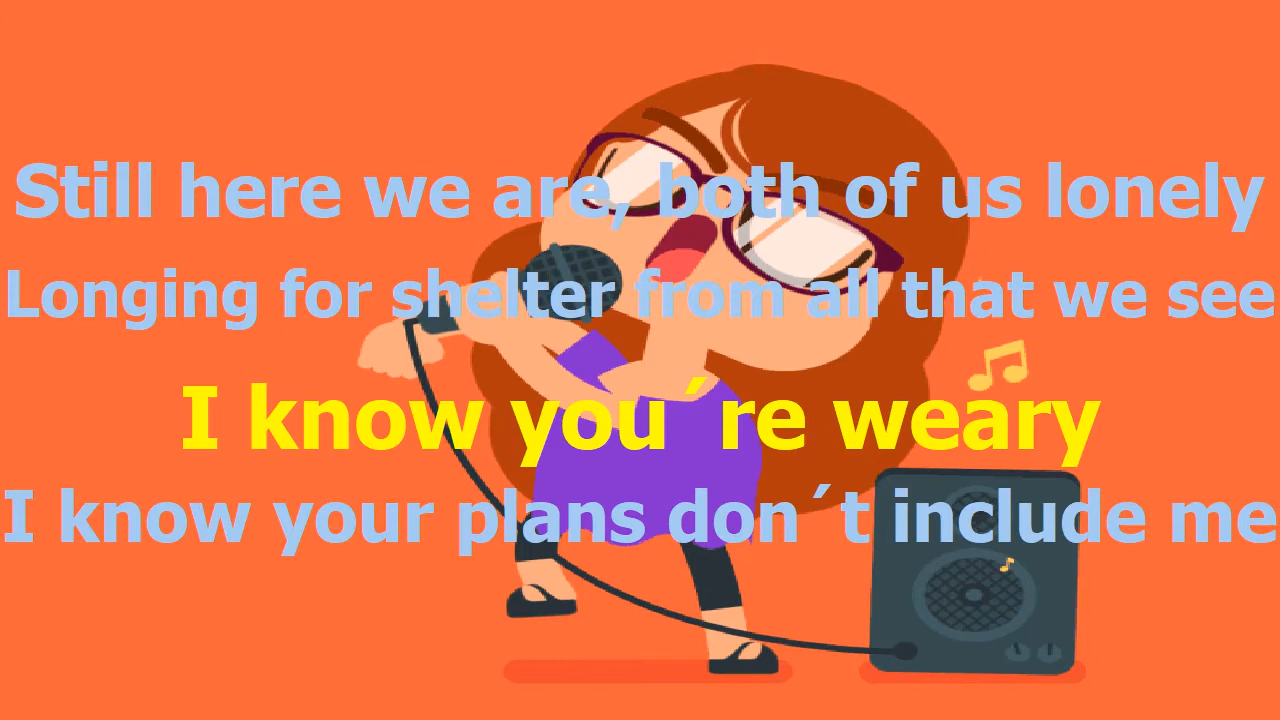 Still here we are, both of us lonely
Longing for shelter from all that we see
I know you´re weary
I know your plans don´t include me